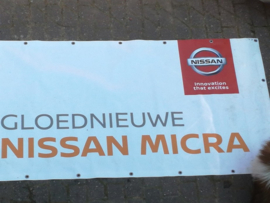 NISSAN
Innovation
that excites
GLOEDNIEUWE
NISSAN MICRA